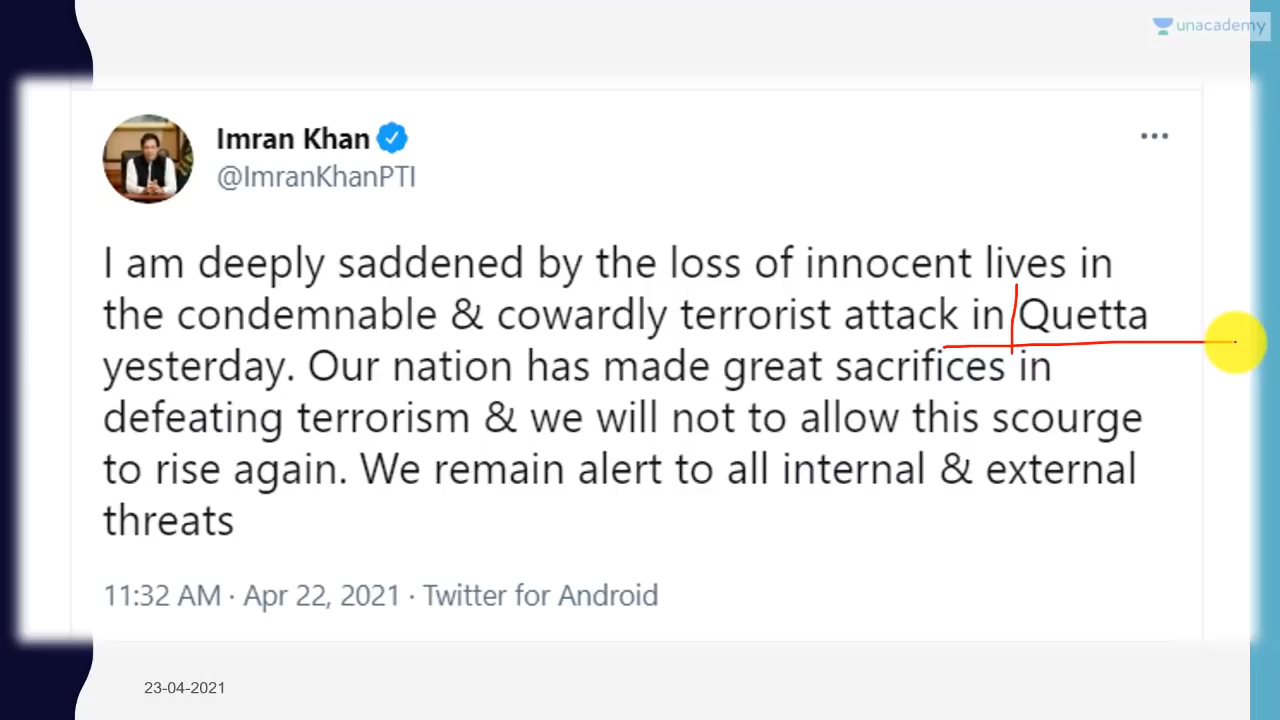 unacademy
Imran Khan
@ImranKhanPTI
I am deeply saddened by the loss of innocent lives in
the condemnable & cowardly terrorist attack in Quetta
yesterday. Our nation has made great sacrifices in
defeating terrorism & we will not to allow this scourge
to rise again. We remain alert to all internal & external
threats
11:32 AM · Apr 22, 2021 · Twitter for Android
23-04-2021